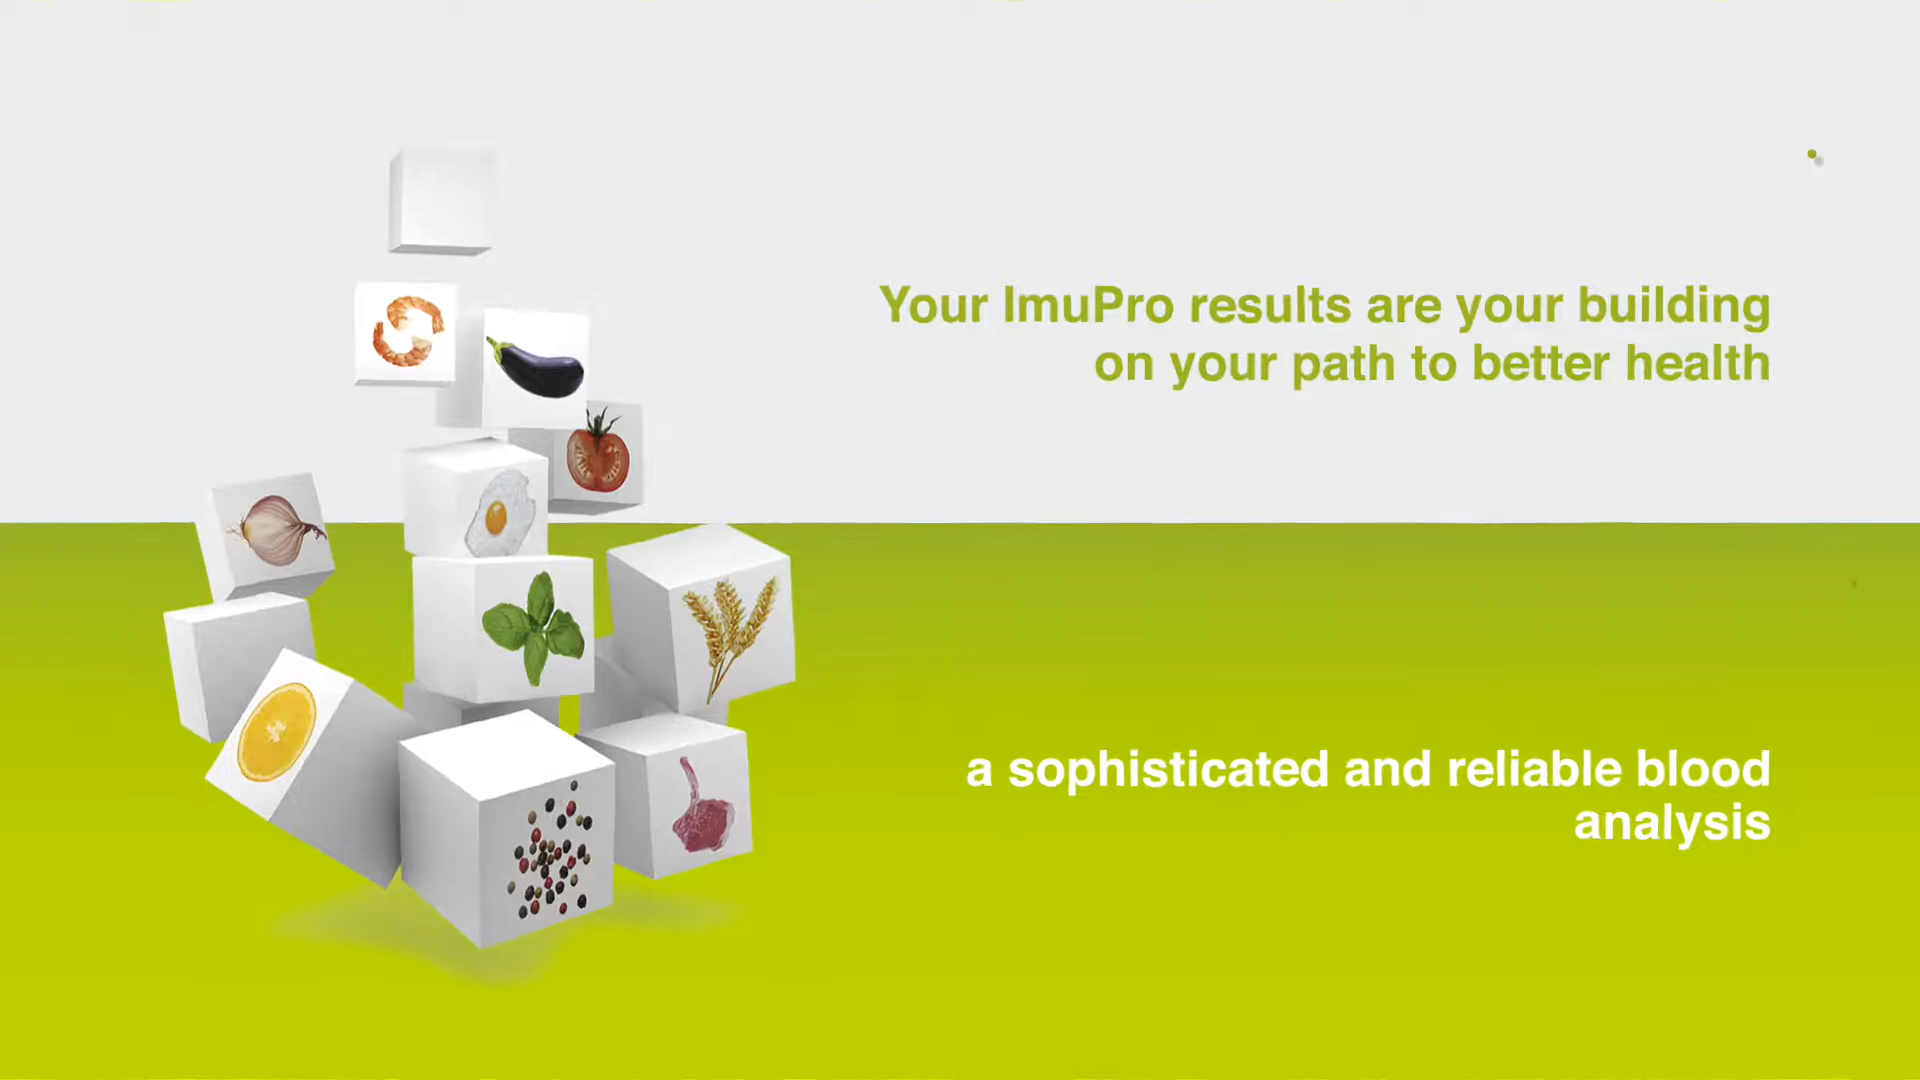 Your ImuPro results are your building
on your path to better health
a sophisticated and reliable blood
analysis